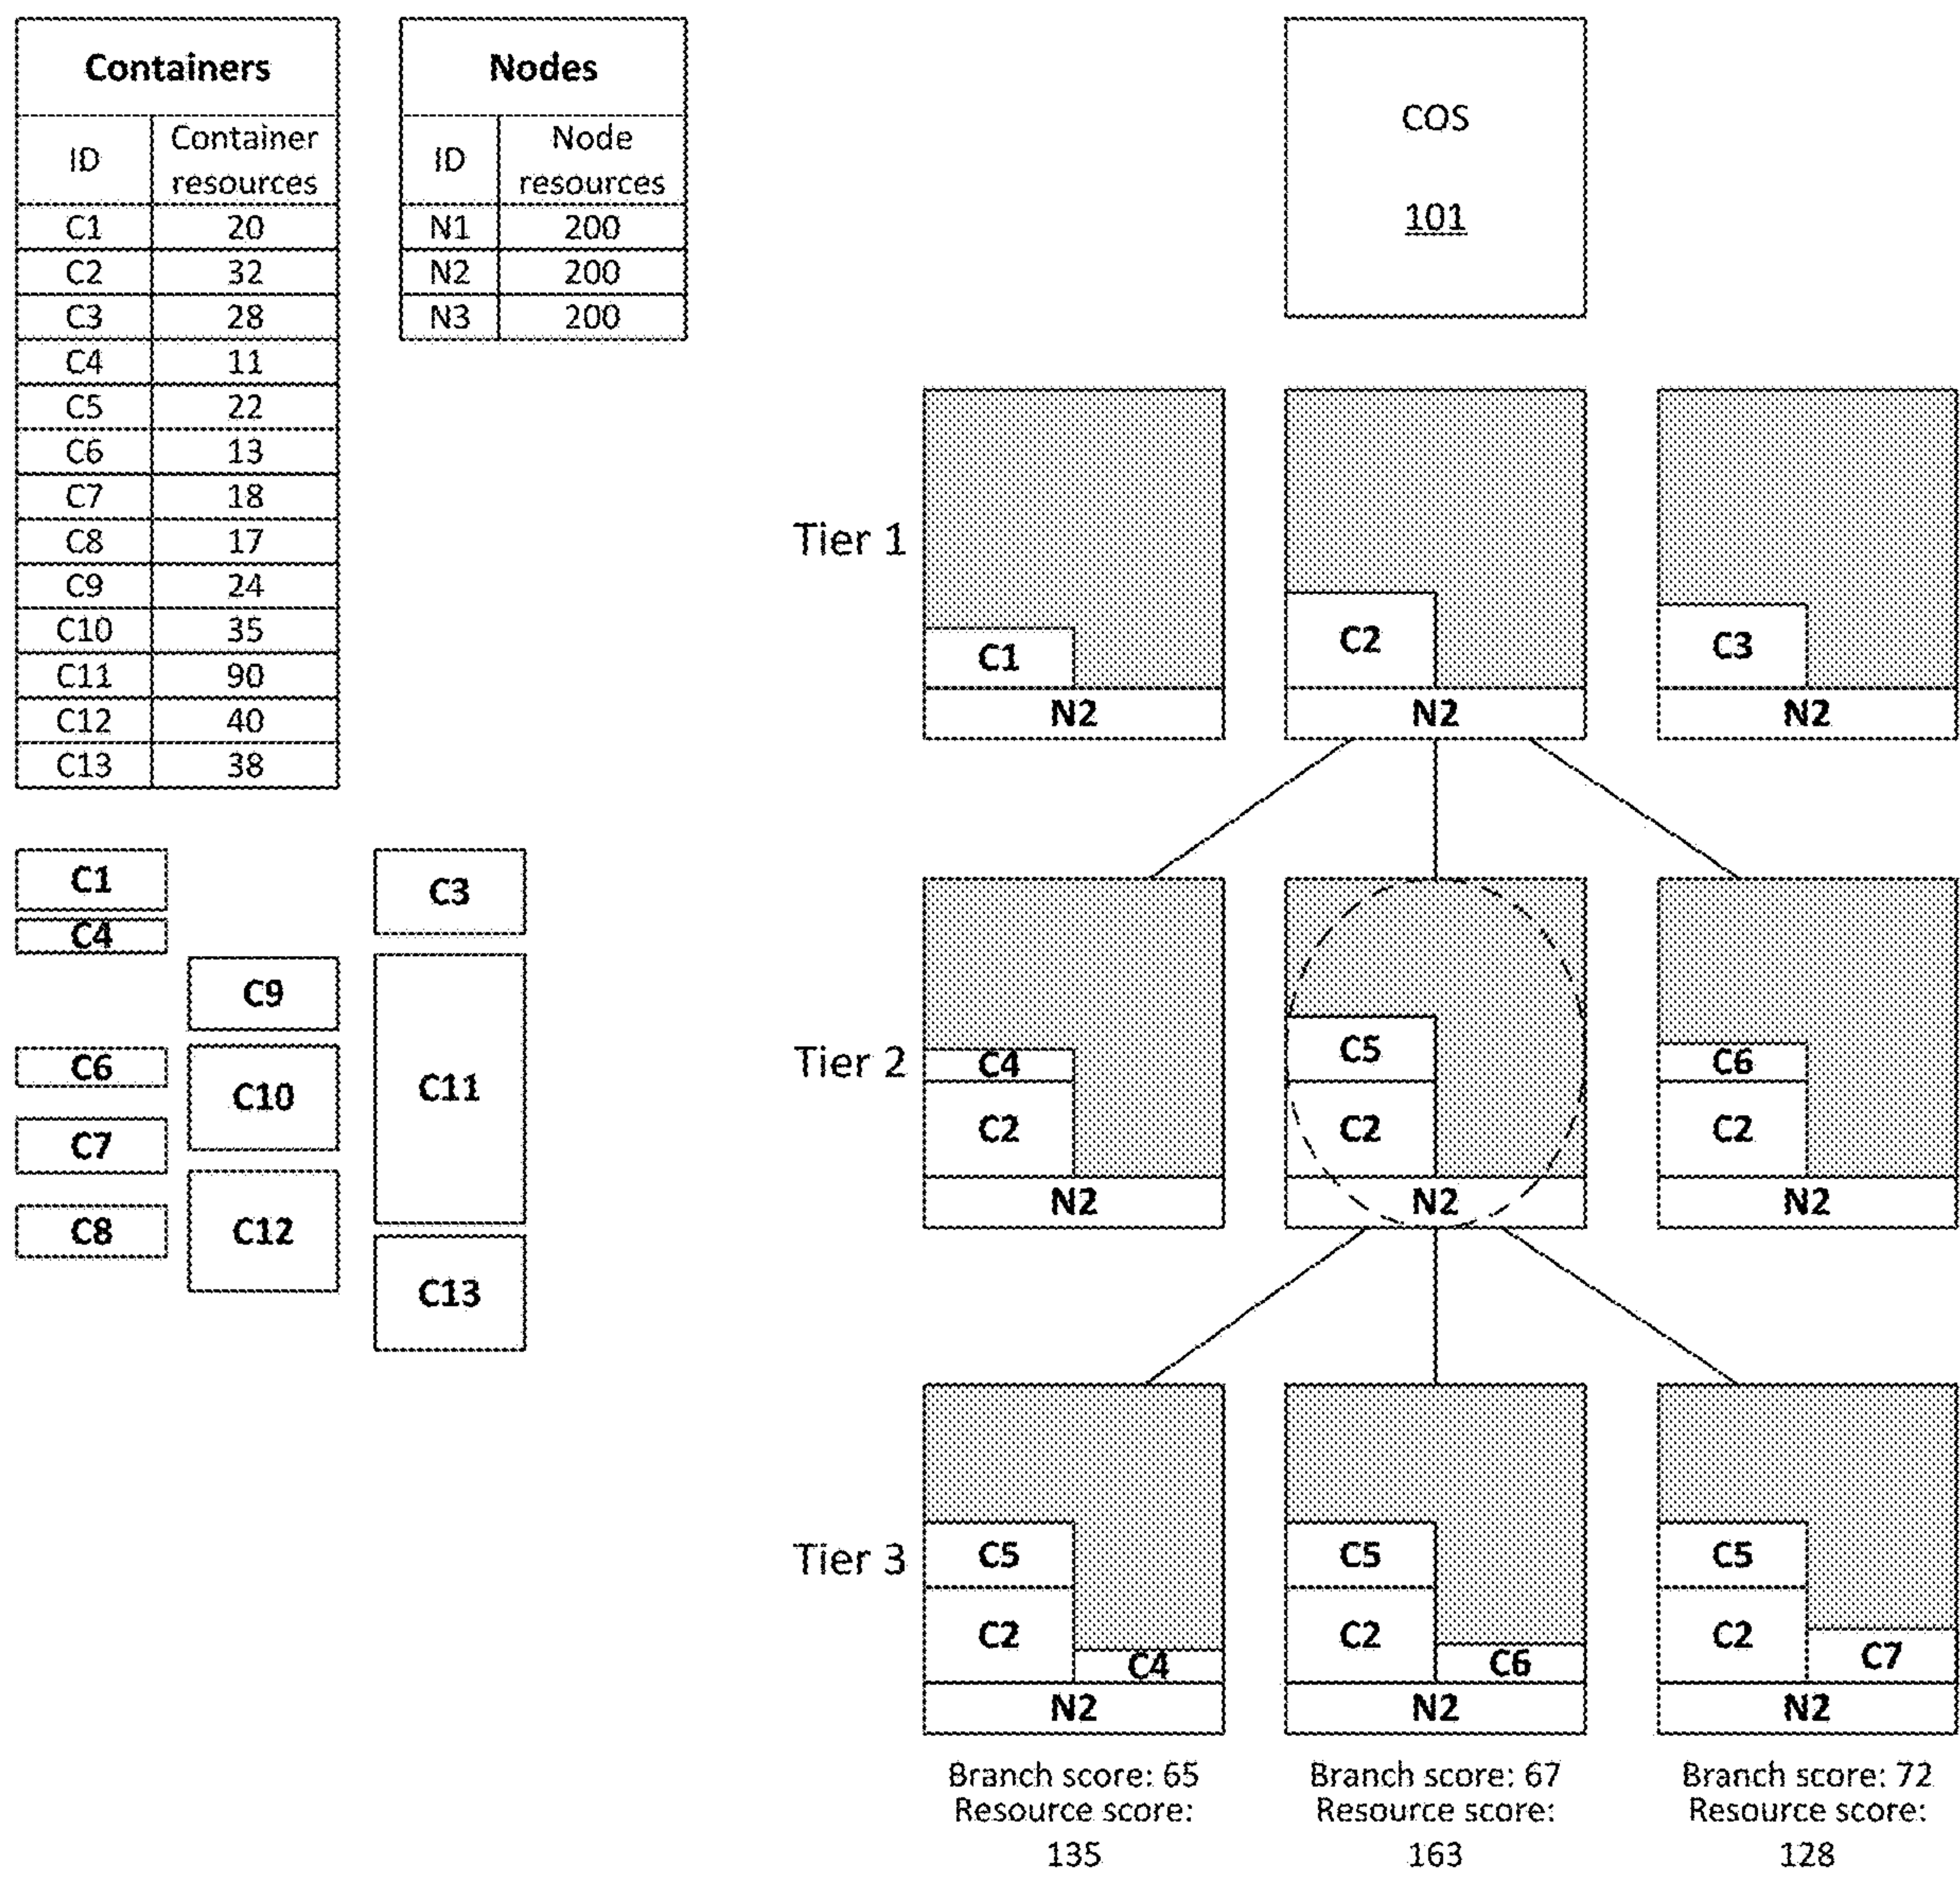 Containers
ID Container resources
C1 20
C2 32
C3 28
C4 11
C5 22
C6 13
C7 18
C8 17
C9 24
C10 35
C11 90
C12 40
C13 38
Nodes
ID Node resources
N1 200
N2 200
N3 200
COS
101
C1
C4
C9
C6
C7
C8
C10
C12
C3
C11
C13
Tier 1
C1
N2
C2
N2
C3
N2
Tier 2
C4
C2
N2
C5
C2
N2
C6
C2
N2
Tier 3
C5
C2
C4
N2
C5
C2
C6
N2
C5
C2
C7
N2
Branch score: 65
Resource score:
135
Branch score: 67
Resource score:
163
Branch score: 72
Resource score:
128